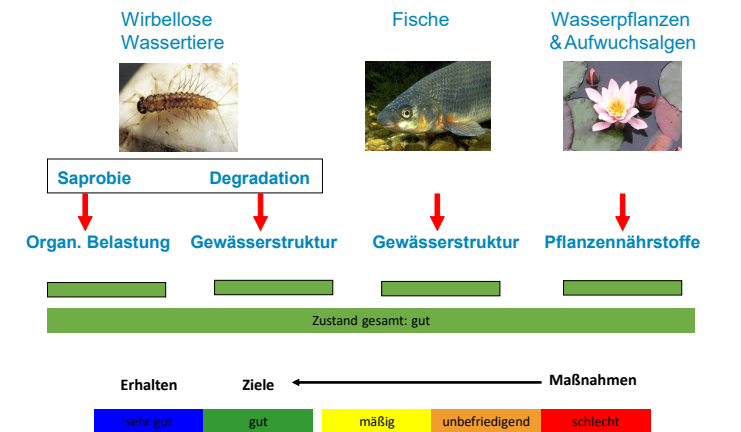 Wirbellose
Wassertiere
Fische
Wasserpflanzen
& Aufwuchsalgen
Saprobie
Degradation
Organ. Belastung
Gewässerstruktur
Gewässerstruktur
Pflanzennährstoffe
Zustand gesamt: gut
Erhalten
Ziele
Maßnahmen
sehr gut
gut
mäßig
unbefriedigend
schlecht